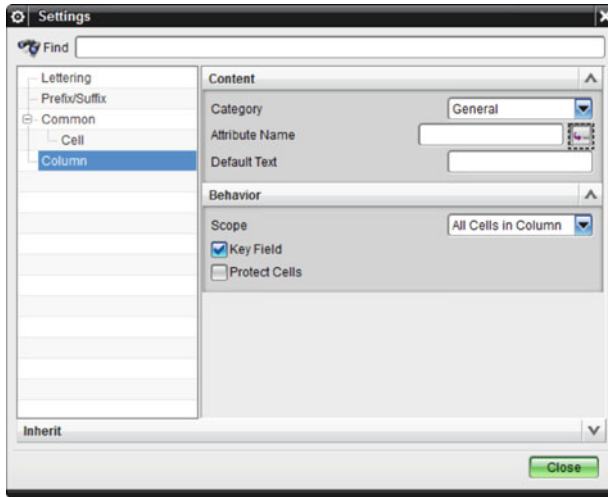 Settings
Find
Lettering
Prefix/Suffix
Common
Cell
Column
Content
Category General
Attribute Name
Default Text
Behavior
Scope All Cells in Column
Key Field
Protect Cells
Inherit
Close